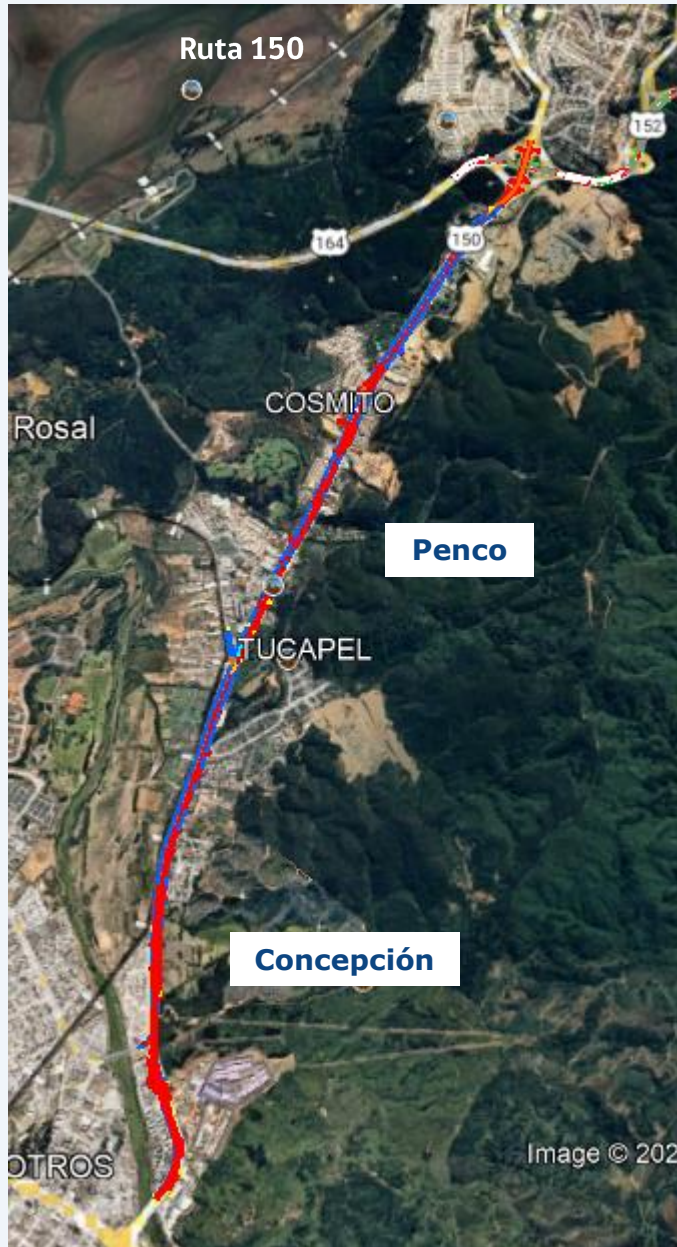 Ruta 150
152
164
150
COSMITO
Rosal
Penco
TUCAPEL
Concepción
OTROS
Image © 202